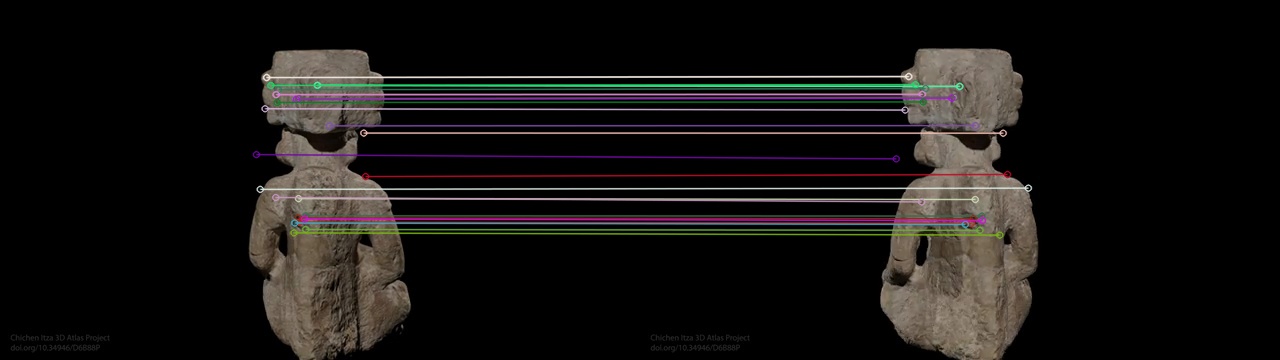 Chichen Itza 3D Atlas Project
doi.org/10.34946/D6B88P
Chichen Itza 3D Atlas Project
doi.org/10.34946/D6B88P